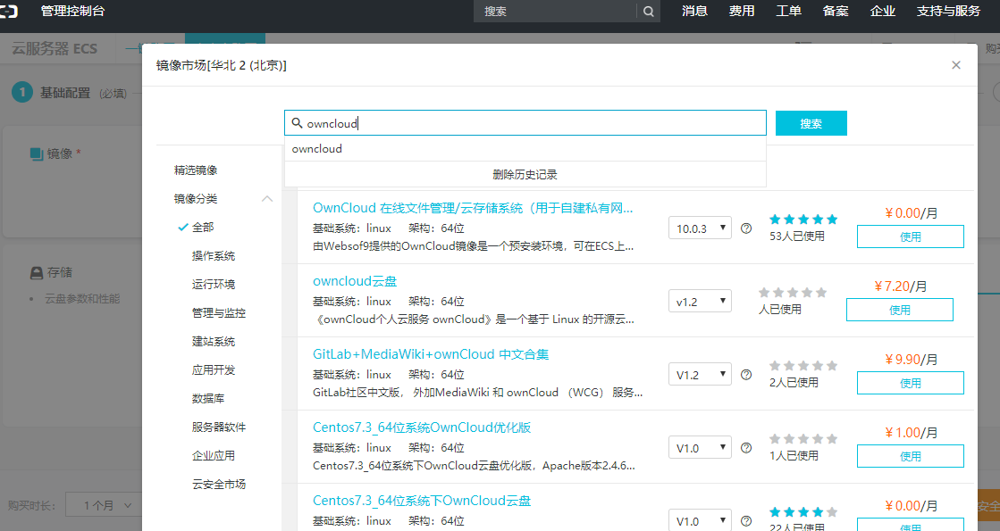 管理控制台
搜索
消息
费用
工单
备案
企业
支持与服务
云服务器 ECS
购买
镜像市场[华北 2 (北京)]
1 基础配置 (必填)
owncloud
搜索
owncloud
删除历史记录
镜像 *
存储
云盘参数和性能
购买时长：
1 个月
精选镜像
镜像分类
全部
操作系统
运行环境
管理与监控
建站系统
应用开发
数据库
服务器软件
企业应用
云安全市场
OwnCloud 在线文件管理/云存储系统（用于自建私有网...
基础系统：linux 架构：64位
由Websof9提供的OwnCloud镜像是一个预安装环境，可在ECS上...
10.0.3
53人已使用
¥ 0.00/月
使用
owncloud云盘
基础系统：linux 架构：64位
《ownCloud个人云服务 ownCloud》是一个基于 Linux 的开源云...
v1.2
人已使用
¥ 7.20/月
使用
GitLab+MediaWiki+ownCloud 中文合集
基础系统：linux 架构：64位
GitLab社区中文版， 外加MediaWiki 和 ownCloud （WCG） 服务...
V1.2
2人已使用
¥ 9.90/月
使用
Centos7.3_64位系统OwnCloud优化版
基础系统：linux 架构：64位
Centos7.3_64位系统下OwnCloud云盘优化版，Apache版本2.4.6...
V1.0
1人已使用
¥ 1.00/月
使用
Centos7.3_64位系统下OwnCloud云盘
基础系统：linux 架构：64位
V1.0
22人已使用
¥ 0.00/月
使用
安全